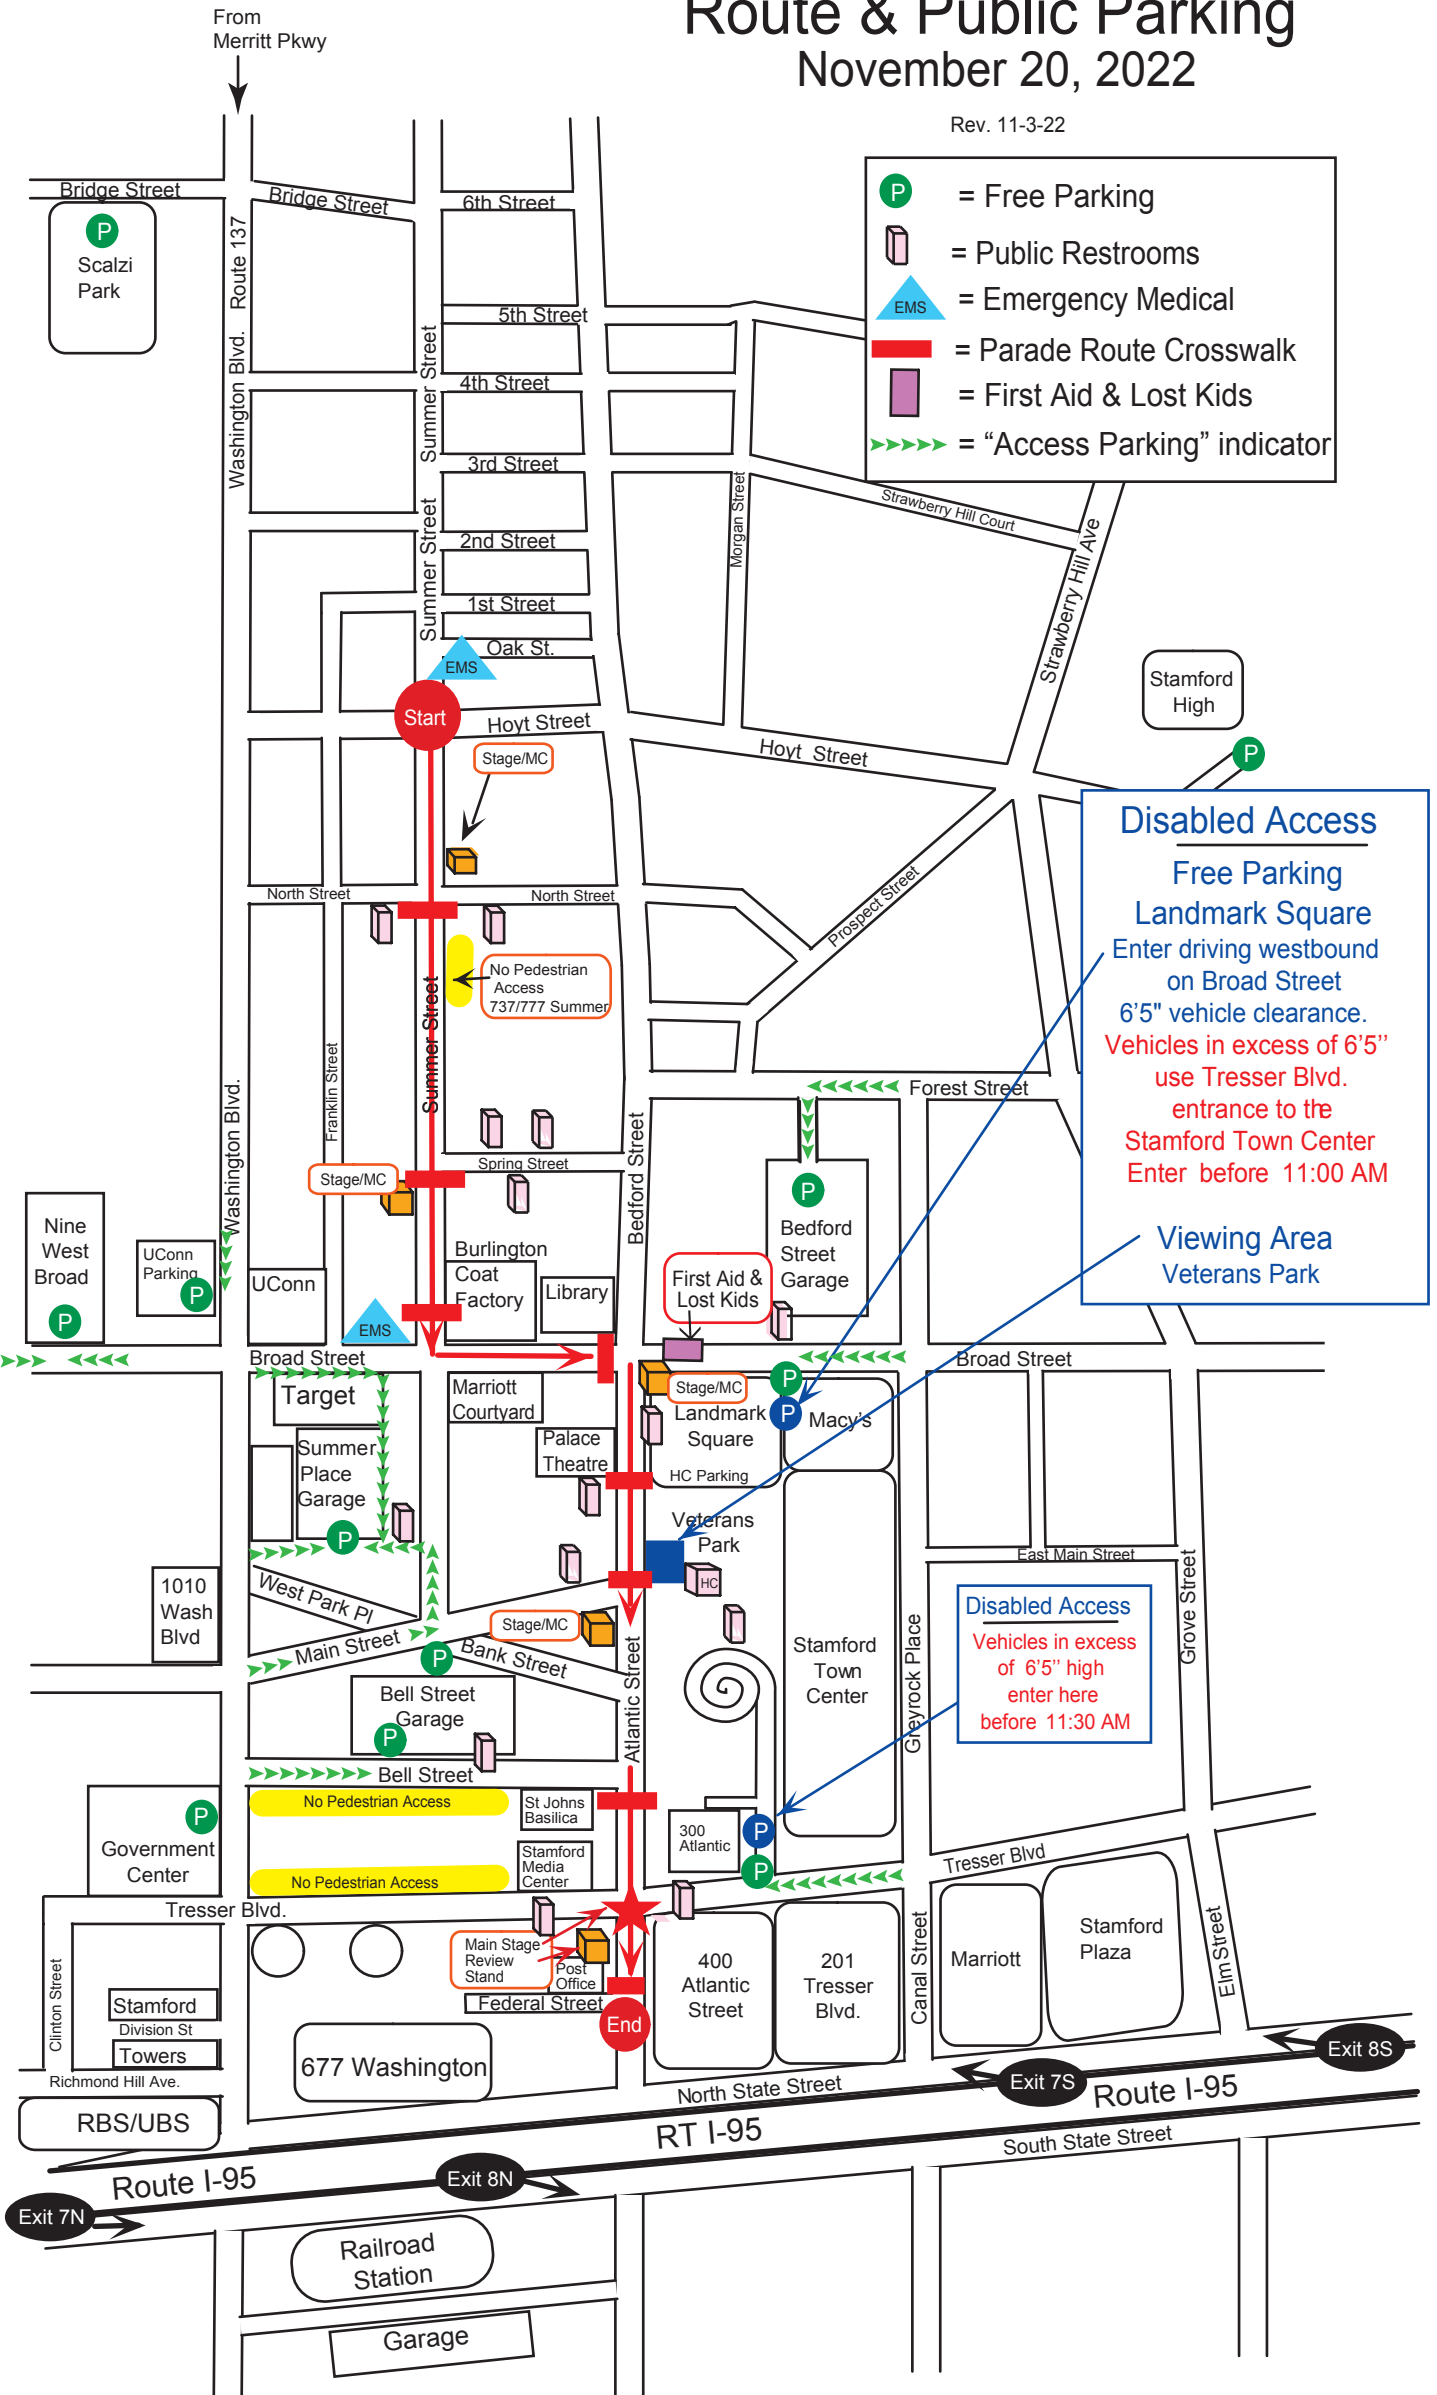 From
Merritt Pkwy
Route & Public Parking
November 20, 2022
Rev. 11-3-22
P = Free Parking
= Public Restrooms
EMS = Emergency Medical
= Parade Route Crosswalk
= First Aid & Lost Kids
= “Access Parking” indicator
Bridge Street
Bridge Street
6th Street
P
Scalzi
Park
Route 137
Washington Blvd.
5th Street
Summer Street
4th Street
3rd Street
Strawberry Hill Court
Morgan Street
Summer Street
2nd Street
Strawberry Hill Ave
1st Street
Oak St.
EMS
Start
Hoyt Street
Hoyt Street
Stamford
High
P
Stage/MC
Disabled Access
Free Parking
Landmark Square
Enter driving westbound
on Broad Street
6’5" vehicle clearance.
Vehicles in excess of 6’5’’
use Tresser Blvd.
entrance to the
Stamford Town Center
Enter before 11:00 AM
Viewing Area
Veterans Park
North Street
North Street
Prospect Street
No Pedestrian
Access
737/777 Summer
Summer Street
Franklin Street
Washington Blvd.
Forest Street
Bedford Street
Spring Street
Stage/MC
P
Bedford
Street
Garage
Nine
West
Broad
P
UConn
Parking
P
UConn
Burlington
Coat
Factory
Library
First Aid &
Lost Kids
EMS
Broad Street
Broad Street
Target
Marriott
Courtyard
Stage/MC
P
P
Landmark
Square
Macy's
HC Parking
Summer
Place
Garage
P
Palace
Theatre
Veterans
Park
HC
East Main Street
1010
Wash
Blvd
West Park Pl
Main Street
Stage/MC
Bank Street
P
Disabled Access
Vehicles in excess
of 6’5’’ high
enter here
before 11:30 AM
Grove Street
Greyrock Place
Stamford
Town
Center
Atlantic Street
Bell Street
Garage
P
Bell Street
No Pedestrian Access
St Johns
Basilica
300
Atlantic
P
P
P
Government
Center
Stamford
Media
Center
No Pedestrian Access
Tresser Blvd
Tresser Blvd.
Main Stage
Review
Stand
Post
Office
400
Atlantic
Street
201
Tresser
Blvd.
Canal Street
Marriott
Stamford
Plaza
Elm Street
Clinton Street
Stamford
Division St
Towers
Federal Street
End
677 Washington
Richmond Hill Ave.
RBS/UBS
North State Street
Exit 7S
Exit 8S
Route I-95
RT I-95
South State Street
Route I-95
Exit 8N
Exit 7N
Railroad
Station
Garage